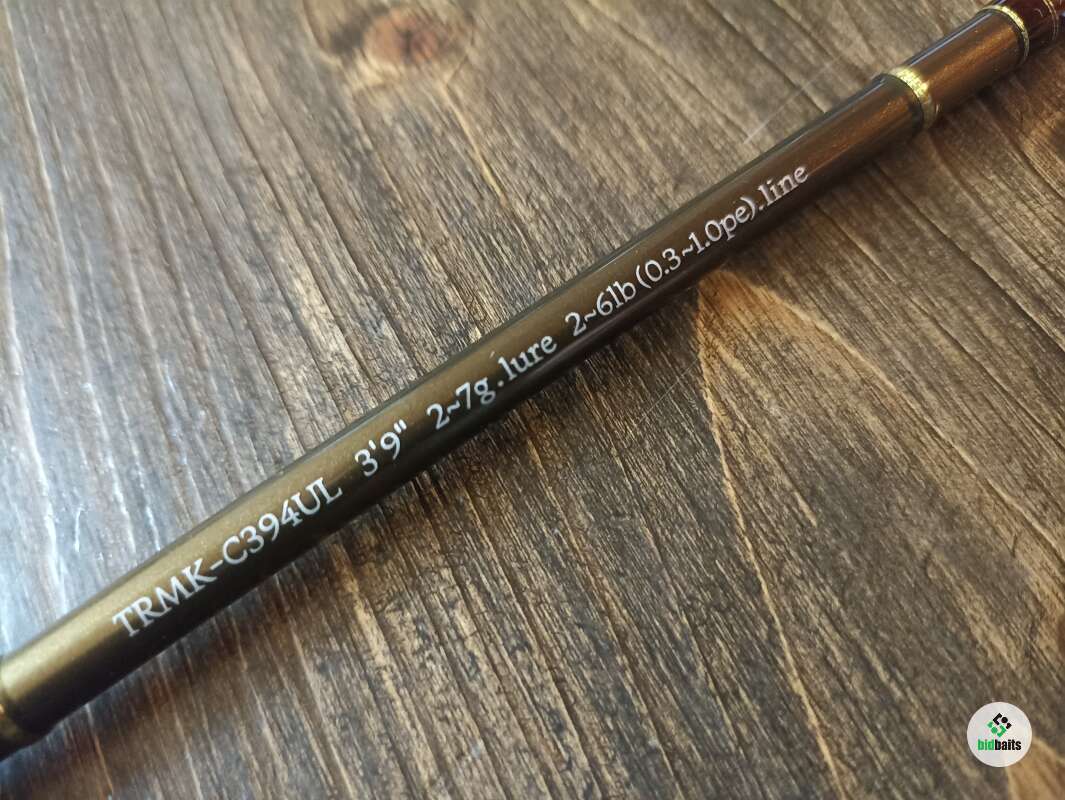 TRMK-C394UL 3'9" 2~7g.lure 2~6lb(0.3~1.0pe).line
bidbaits